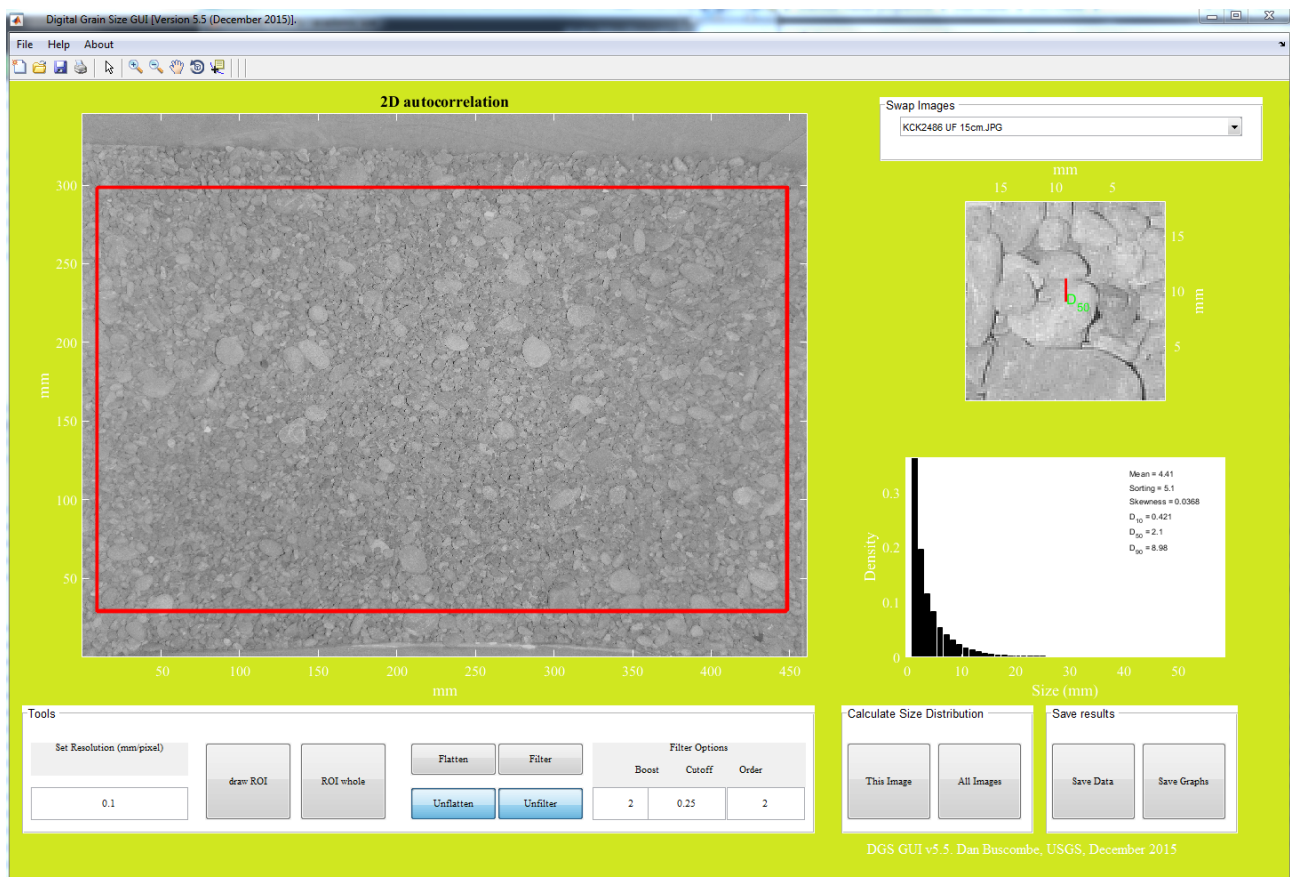 Digital Grain Size GUI [Version 5.5 (December 2015)].
File Help About
2D autocorrelation
300
250
200
150
100
50
mm
50 100 150 200 250 300 350 400 450
mm
Swap Images
KCK2486 UF 15cm.JPG
mm
15 10 5
15
10
5
mm
D50
Mean = 4.41
Sorting = 5.1
Skewness = 0.0368
D10 = 0.421
D50 = 2.1
D90 = 8.98
0.3
0.2
0.1
0
Density
0 10 20 30 40 50
Size (mm)
Tools
Set Resolution (mm/pixel)
0.1
draw ROI
ROI whole
Flatten
Filter
Unflatten
Unfilter
Filter Options
Boost Cutoff Order
2 0.25 2
Calculate Size Distribution
This Image
All Images
Save results
Save Data
Save Graphs
DGS GUI v5.5. Dan Buscombe, USGS, December 2015